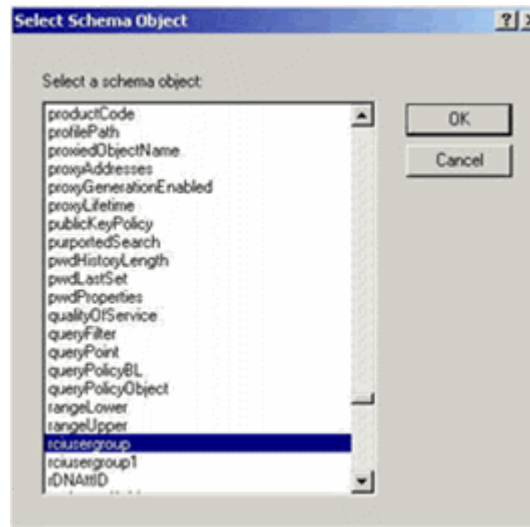 Select Schema Object
Select a schema object:
productCode
profilePath
proxiedObjectName
proxyAddresses
proxyGenerationEnabled
proxyLifetime
publicKeyPolicy
purportedSearch
pwdHistoryLength
pwdLastSet
pwdProperties
qualityOfService
queryFilter
queryPoint
queryPolicyBL
queryPolicyObject
rangeLower
rangeUpper
rciusergroup
rciusergroup1
rDNAttID
OK
Cancel